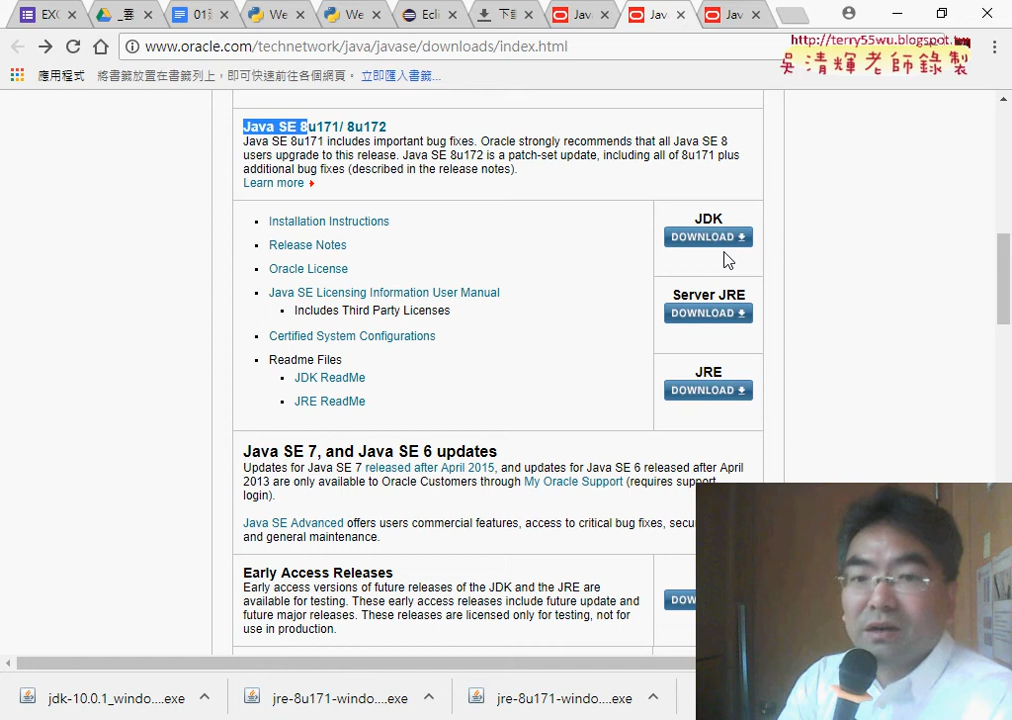 EXC
_雲
01
We
We
Ecli
下載
Java
Jav
Jav
www.oracle.com/technetwork/java/javase/downloads/index.html
http://terry55wu.blogspot.tw
吳清輝老師錄製
應用程式
將書籤放置在書籤列上，即可快速前往各個網頁。
立即匯入書籤...
Java SE 8u171/ 8u172
Java SE 8u171 includes important bug fixes. Oracle strongly recommends that all Java SE 8
users upgrade to this release. Java SE 8u172 is a patch-set update, including all of 8u171 plus
additional bug fixes (described in the release notes).
Learn more
Installation Instructions
Release Notes
Oracle License
Java SE Licensing Information User Manual
Includes Third Party Licenses
Certified System Configurations
Readme Files
JDK ReadMe
JRE ReadMe
JDK
DOWNLOAD
Server JRE
DOWNLOAD
JRE
DOWNLOAD
Java SE 7, and Java SE 6 updates
Updates for Java SE 7 released after April 2015, and updates for Java SE 6 released after April
2013 are only available to Oracle Customers through My Oracle Support (requires support
login).
Java SE Advanced offers users commercial features, access to critical bug fixes, secu
and general maintenance.
Early Access Releases
Early access versions of future releases of the JDK and the JRE are
available for testing. These early access releases include future update and
future major releases. These releases are licensed only for testing, not for
use in production.
DOW
jdk-10.0.1_windo....exe
jre-8u171-windo....exe
jre-8u171-windo....exe